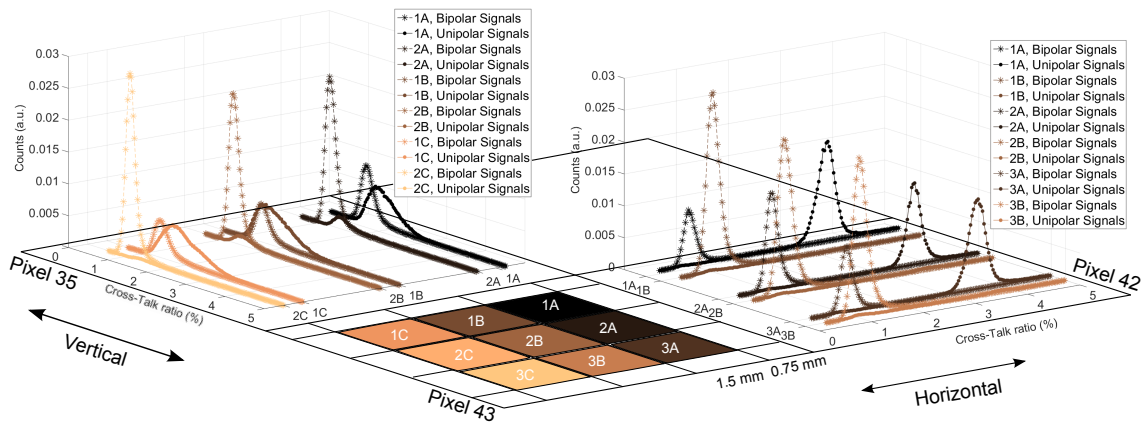 0.03
0.025
0.02
0.015
0.01
0.005
0
Counts (a.u.)
0
1
2
3
4
5
Cross-Talk ratio (%)
1A, Bipolar Signals
1A, Unipolar Signals
2A, Bipolar Signals
2A, Unipolar Signals
1B, Bipolar Signals
1B, Unipolar Signals
2B, Bipolar Signals
2B, Unipolar Signals
1C, Bipolar Signals
1C, Unipolar Signals
2C, Bipolar Signals
2C, Unipolar Signals
2C 1C
2B 1B
2A 1A
Pixel 35
Vertical
0.03
0.025
0.02
0.015
0.01
0.005
0
Counts (a.u.)
1A, Bipolar Signals
1A, Unipolar Signals
1B, Bipolar Signals
1B, Unipolar Signals
2A, Bipolar Signals
2A, Unipolar Signals
2B, Bipolar Signals
2B, Unipolar Signals
3A, Bipolar Signals
3A, Unipolar Signals
3B, Bipolar Signals
3B, Unipolar Signals
1A 1B
2A 2B
3A 3B
0
1
2
3
4
5
Cross-Talk ratio (%)
Pixel 42
Horizontal
1A
1B
2A
1C
2B
3A
2C
3B
3C
1.5 mm 0.75 mm
Pixel 43